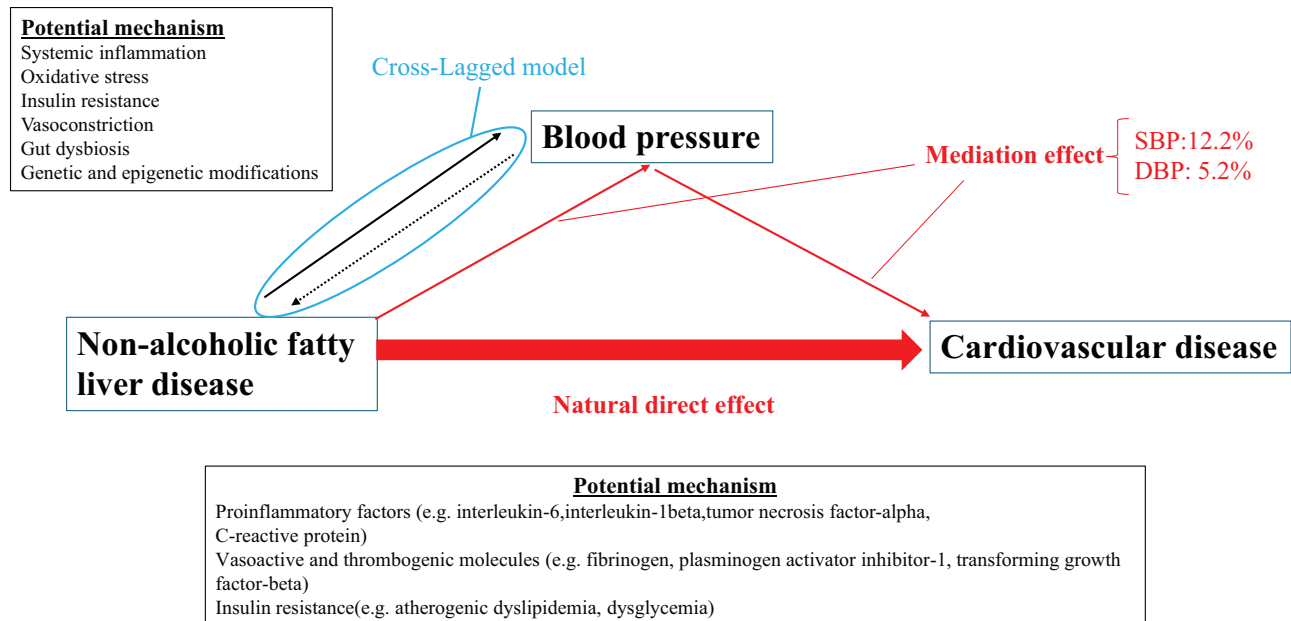 Potential mechanism
Systemic inflammation
Oxidative stress
Insulin resistance
Vasoconstriction
Gut dysbiosis
Genetic and epigenetic modifications
Cross-Lagged model
Blood pressure
Mediation effect
SBP:12.2%
DBP: 5.2%
Non-alcoholic fatty
liver disease
Cardiovascular disease
Natural direct effect
Potential mechanism
Proinflammatory factors (e.g. interleukin-6,interleukin-1beta,tumor necrosis factor-alpha,
C-reactive protein)
Vasoactive and thrombogenic molecules (e.g. fibrinogen, plasminogen activator inhibitor-1, transforming growth
factor-beta)
Insulin resistance(e.g. atherogenic dyslipidemia, dysglycemia)